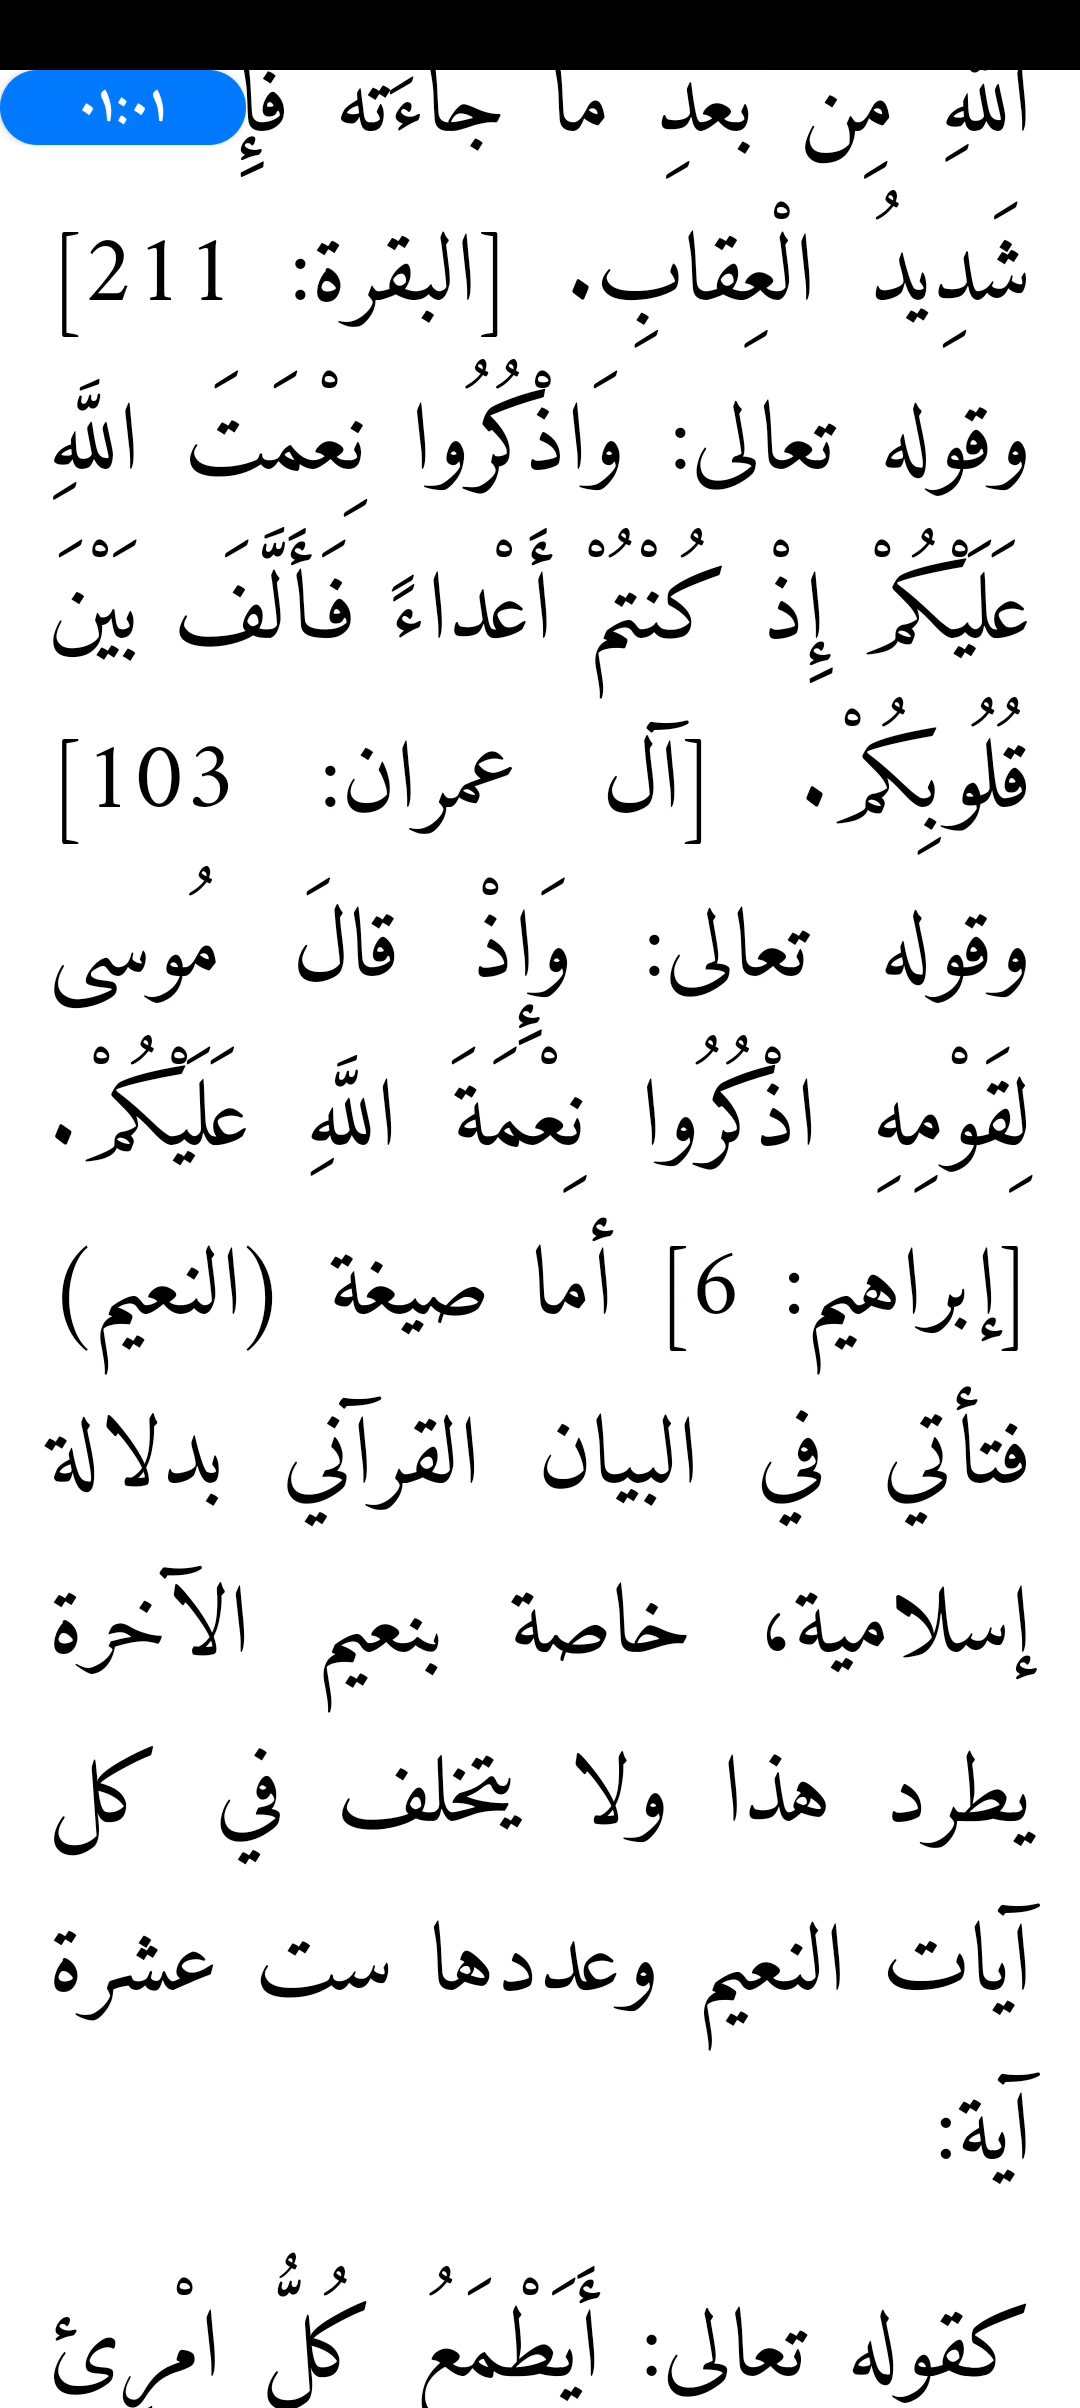 ٠١:٠١
اللَّهِ مِن بعدِ ما جاءَته فإِ
شَدِيدُ الْعِقابِ. [البقرة: 211]
وقوله تعالى: وَاذْكُرُوا نِعْمَتَ اللَّهِ
عَلَيْكُمْ إِذْ كُنْتُمْ أَعْداءً فَأَلَّفَ بَيْنَ
قُلُوبِكُمْ. [آل عمران: 103]
وقوله تعالى: وَإِذْ قالَ مُوسى
لِقَوْمِهِ اذْكُرُوا نِعْمَةَ اللَّهِ عَلَيْكُمْ.
[إبراهيم: 6] أما صيغة (النعيم)
فتأتي في البيان القرآني بدلالة
إسلامية، خاصة بنعيم الآخرة
يطرد هذا ولا يتخلف في كل
آيات النعيم وعددها ست عشرة
آية:
كقوله تعالى: أَيَطْمَعُ كُلُّ امْرِئ